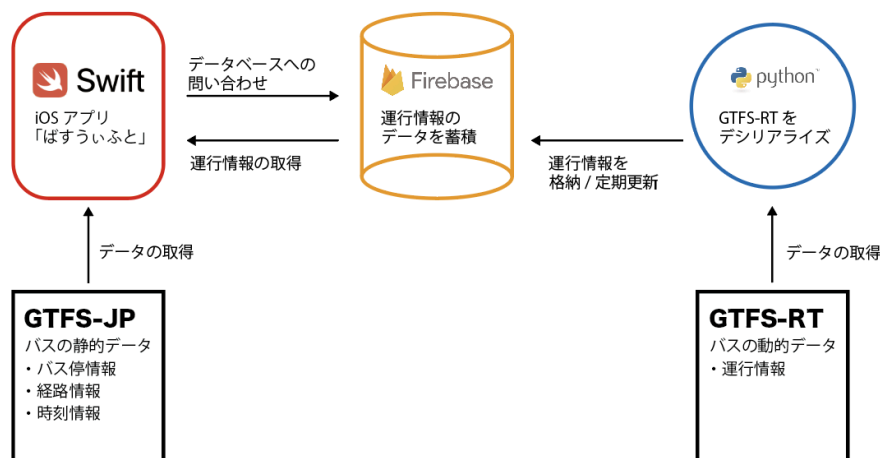 Swift
iOS アプリ
「ばすうぃふと」
データベースへの
問い合わせ
運行情報の取得
Firebase
運行情報の
データを蓄積
運行情報を
格納 / 定期更新
python™
GTFS-RT を
デシリアライズ
データの取得
データの取得
GTFS-JP
バスの静的データ
・バス停情報
・経路情報
・時刻情報
GTFS-RT
バスの動的データ
・運行情報